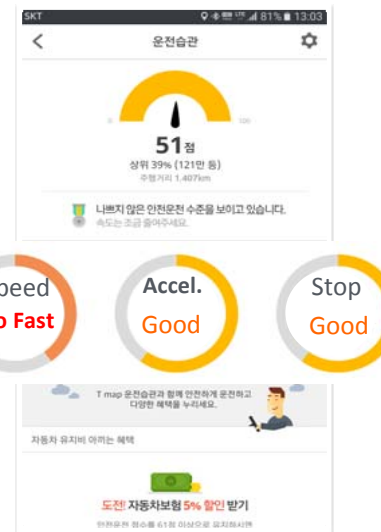 SKT 81% 13:03
운전습관
0 100
51점
상위 39% (121만 등)
주행거리 1,407km
나쁘지 않은 안전운전 수준을 보이고 있습니다.
속도는 조금 줄여주세요.
peed Accel. Stop
o Fast Good Good
T map 운전습관과 함께 안전하게 운전하고
다양한 혜택을 누리세요.
자동차 유지비 아끼는 혜택
도전! 자동차보험 5% 할인 받기
안전운전 점수를 61점 이상으로 유지하시면